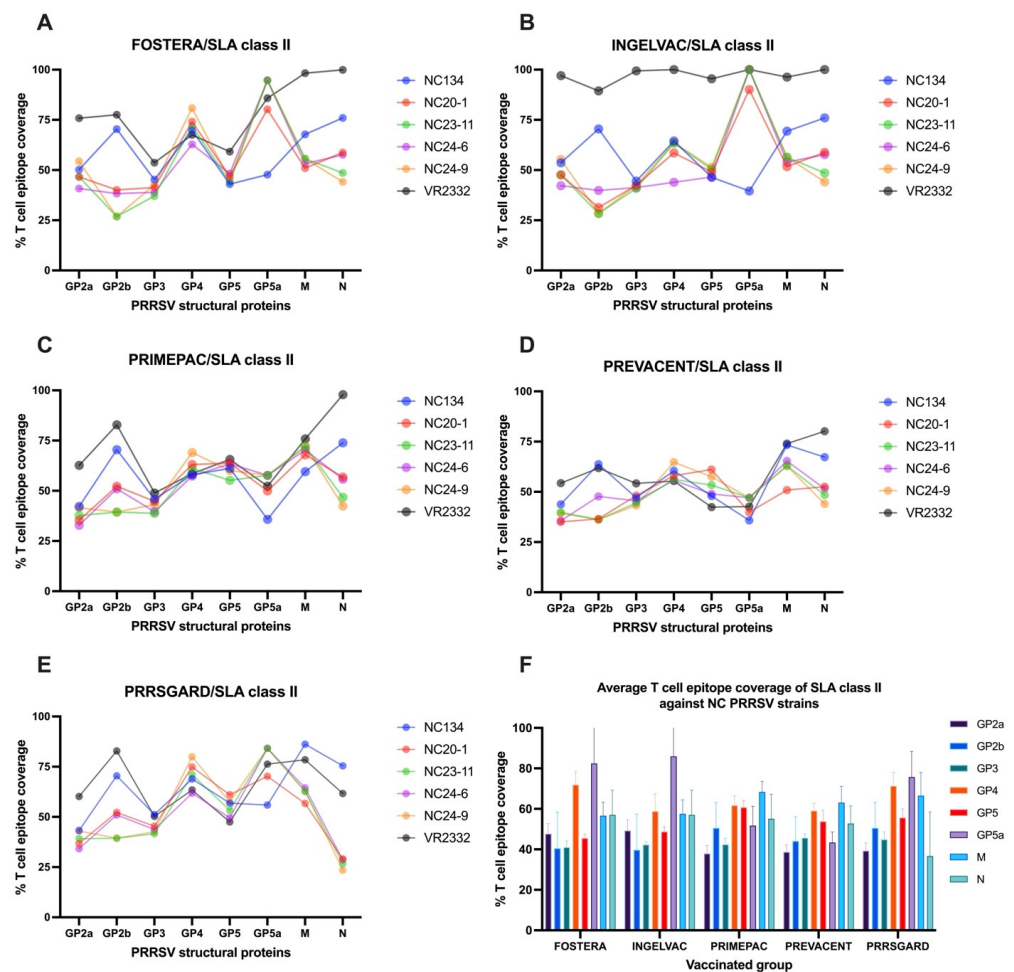 A
FOSTERA/SLA class II
% T cell epitope coverage
100
75
50
25
0
GP2a GP2b GP3 GP4 GP5 GP5a M N
PRRSV structural proteins
NC134
NC20-1
NC23-11
NC24-6
NC24-9
VR2332
B
INGELVAC/SLA class II
% T cell epitope coverage
100
75
50
25
0
GP2a GP2b GP3 GP4 GP5 GP5a M N
PRRSV structural proteins
NC134
NC20-1
NC23-11
NC24-6
NC24-9
VR2332
C
PRIMEPAC/SLA class II
% T cell epitope coverage
100
75
50
25
0
GP2a GP2b GP3 GP4 GP5 GP5a M N
PRRSV structural proteins
NC134
NC20-1
NC23-11
NC24-6
NC24-9
VR2332
D
PREVACENT/SLA class II
% T cell epitope coverage
100
75
50
25
0
GP2a GP2b GP3 GP4 GP5 GP5a M N
PRRSV structural proteins
NC134
NC20-1
NC23-11
NC24-6
NC24-9
VR2332
E
PRRSGARD/SLA class II
% T cell epitope coverage
100
75
50
25
0
GP2a GP2b GP3 GP4 GP5 GP5a M N
PRRSV structural proteins
NC134
NC20-1
NC23-11
NC24-6
NC24-9
VR2332
F
Average T cell epitope coverage of SLA class II
against NC PRRSV strains
% T cell epitope coverage
100
80
60
40
20
0
FOSTERA INGELVAC PRIMEPAC PREVACENT PRRSGARD
Vaccinated group
GP2a
GP2b
GP3
GP4
GP5
GP5a
M
N